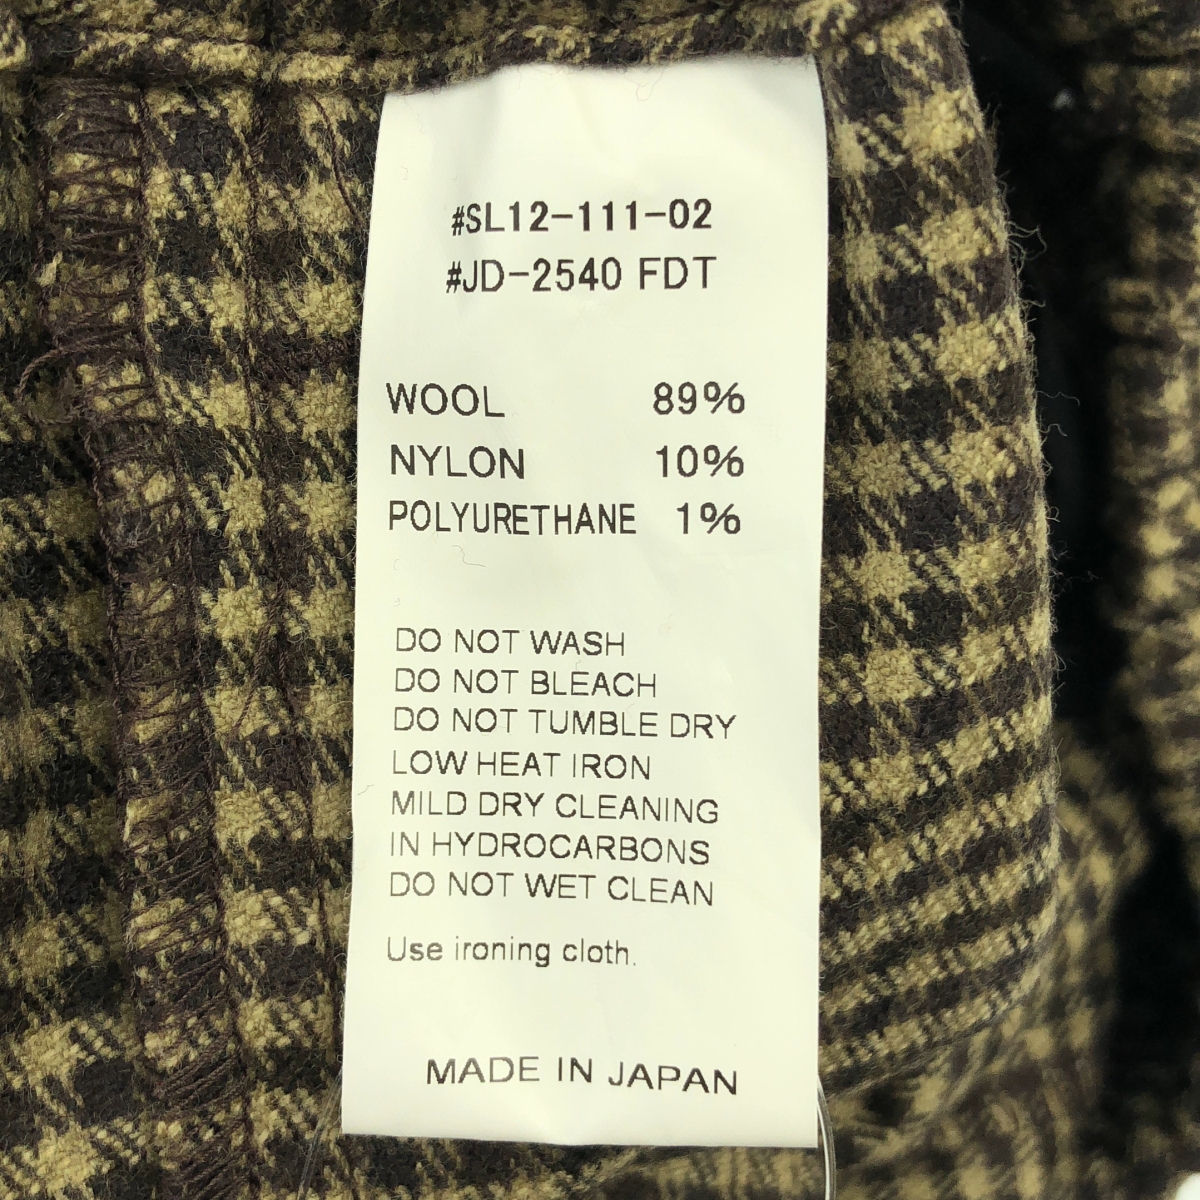 #SL12-111-02
#JD-2540 FDT
WOOL 89%
NYLON 10%
POLYURETHANE 1%
DO NOT WASH
DO NOT BLEACH
DO NOT TUMBLE DRY
LOW HEAT IRON
MILD DRY CLEANING
IN HYDROCARBONS
DO NOT WET CLEAN
Use ironing cloth.
MADE IN JAPAN